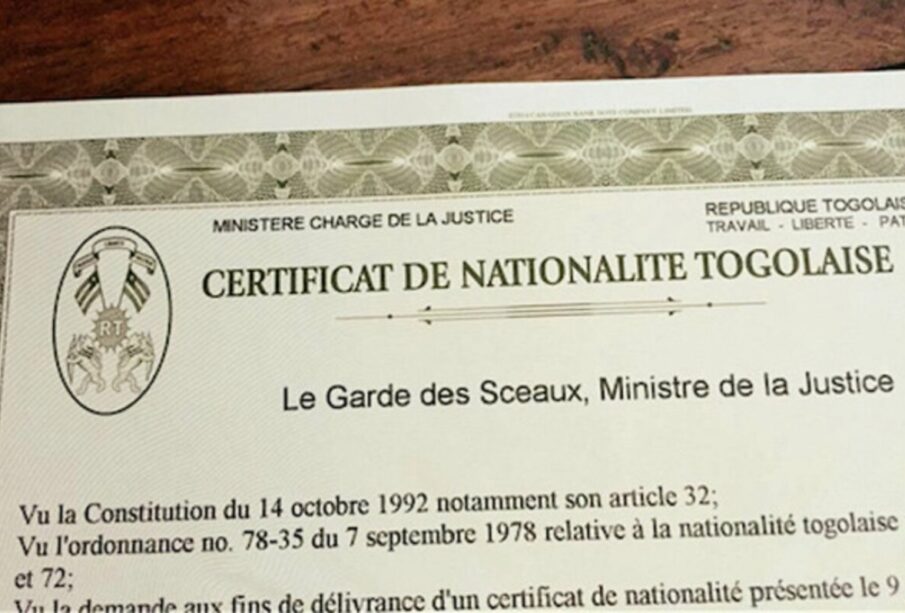 MINISTERE CHARGE DE LA JUSTICE
REPUBLIQUE TOGOLAIS
TRAVAIL - LIBERTE - PAT
CERTIFICAT DE NATIONALITE TOGOLAISE
RT
Le Garde des Sceaux, Ministre de la Justice
Vu la Constitution du 14 octobre 1992 notamment son article 32;
Vu l'ordonnance no. 78-35 du 7 septembre 1978 relative à la nationalité togolaise
et 72;
Vu la demande aux fins de délivrance d'un certificat de nationalité présentée le 9